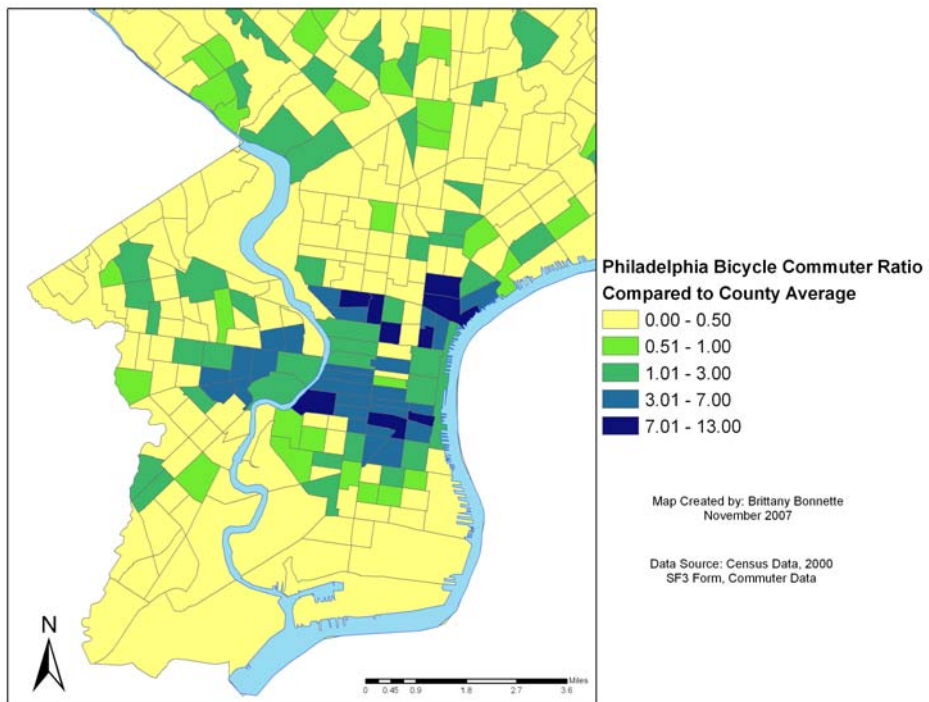 Philadelphia Bicycle Commuter Ratio
Compared to County Average
0.00 - 0.50
0.51 - 1.00
1.01 - 3.00
3.01 - 7.00
7.01 - 13.00
Map Created by: Brittany Bonnette
November 2007
Data Source: Census Data, 2000
SF3 Form, Commuter Data
N
Miles
0 0.45 0.9 1.8 2.7 3.6